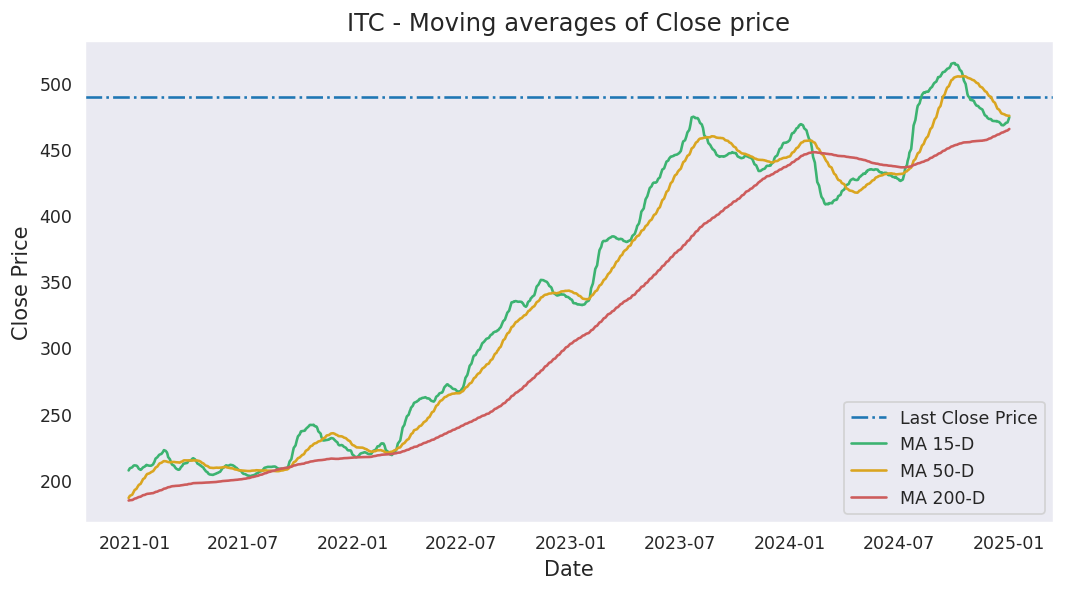 ITC - Moving averages of Close price
Close Price
500
450
400
350
300
250
200
Last Close Price
MA 15-D
MA 50-D
MA 200-D
2021-01 2021-07 2022-01 2022-07 2023-01 2023-07 2024-01 2024-07 2025-01
Date